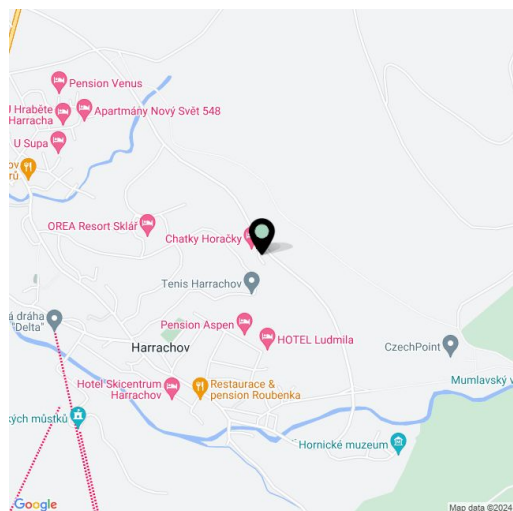 Pension Venus
U Hraběte
Harracha
Apartmány Nový Svět 548
U Supa
OREA Resort Sklář
Chatky Horačky
Tenis Harrachov
á dráha
"Delta"
Pension Aspen
HOTEL Ludmila
CzechPoint
Harrachov
Mumlavský v
Hotel Skicentrum
Harrachov
Restaurace &
pension Roubenka
kých můstků
Hornické muzeum
Google
Map data ©2024